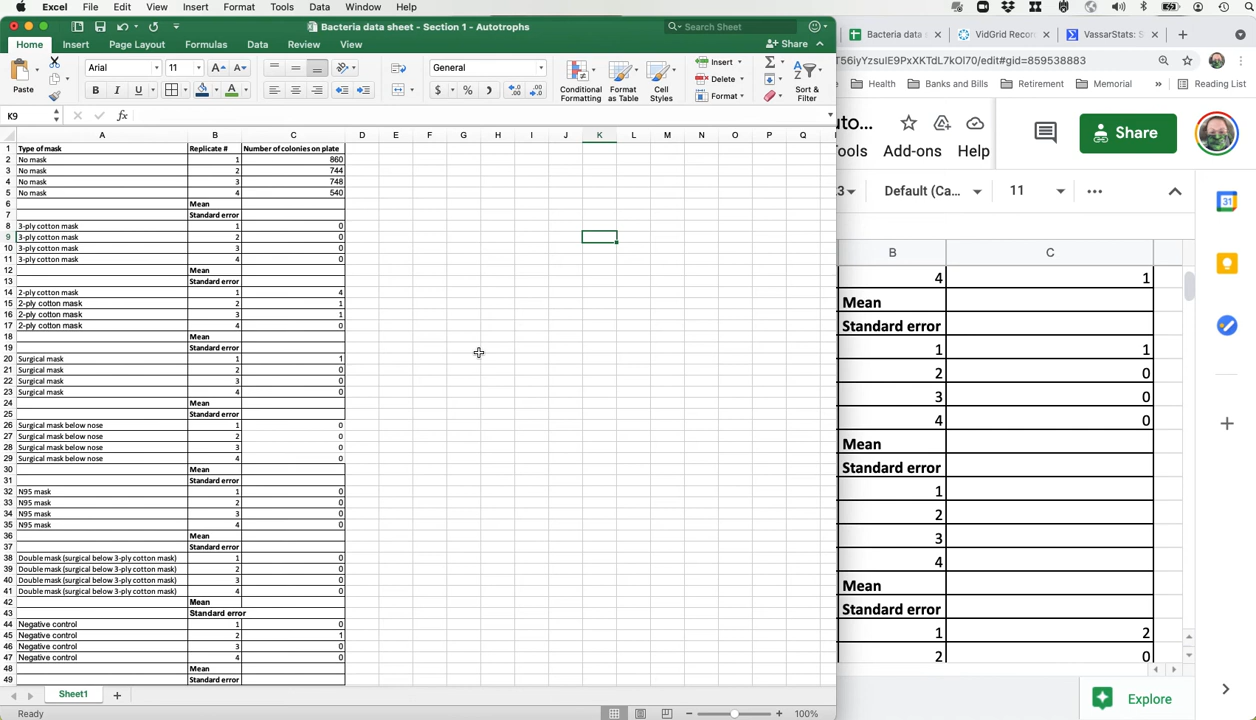 Excel File Edit View Insert Format Tools Data Window Help
Bacteria data sheet - Section 1 - Autotrophs
Search Sheet
Home Insert Page Layout Formulas Data Review View
Share
Paste
Arial 11
General
Conditional Formatting
Format as Table
Cell Styles
Insert
Delete
Format
Sort & Filter
K9 fx
A B C D E F G H I J K L M N O P Q
1 Type of mask Replicate # Number of colonies on plate
2 No mask 1 860
3 No mask 2 744
4 No mask 3 748
5 No mask 4 540
6 Mean
7 Standard error
8 3-ply cotton mask 1 0
9 3-ply cotton mask 2 0
10 3-ply cotton mask 3 0
11 3-ply cotton mask 4 0
12 Mean
13 Standard error
14 2-ply cotton mask 1 4
15 2-ply cotton mask 2 1
16 2-ply cotton mask 3 1
17 2-ply cotton mask 4 0
18 Mean
19 Standard error
20 Surgical mask 1 1
21 Surgical mask 2 0
22 Surgical mask 3 0
23 Surgical mask 4 0
24 Mean
25 Standard error
26 Surgical mask below nose 1 0
27 Surgical mask below nose 2 0
28 Surgical mask below nose 3 0
29 Surgical mask below nose 4 0
30 Mean
31 Standard error
32 N95 mask 1 0
33 N95 mask 2 0
34 N95 mask 3 0
35 N95 mask 4 0
36 Mean
37 Standard error
38 Double mask (surgical below 3-ply cotton mask) 1 0
39 Double mask (surgical below 3-ply cotton mask) 2 0
40 Double mask (surgical below 3-ply cotton mask) 3 0
41 Double mask (surgical below 3-ply cotton mask) 4 0
42 Mean
43 Standard error
44 Negative control 1 0
45 Negative control 2 1
46 Negative control 3 0
47 Negative control 4 0
48 Mean
49 Standard error
Sheet1
Ready
100%
Bacteria data
VidGrid Recor
VassarStats: S
T56iyYzsulE9PxXKTdL7kOl70/edit#gid=859538883
Health Banks and Bills Retirement Memorial » Reading List
uto...
Share
ools Add-ons Help
3 Default (Ca... 11
B C
4 1
Mean
Standard error
1 1
2 0
3 0
4 0
Mean
Standard error
1
2
3
4
Mean
Standard error
1 2
2 0
Explore